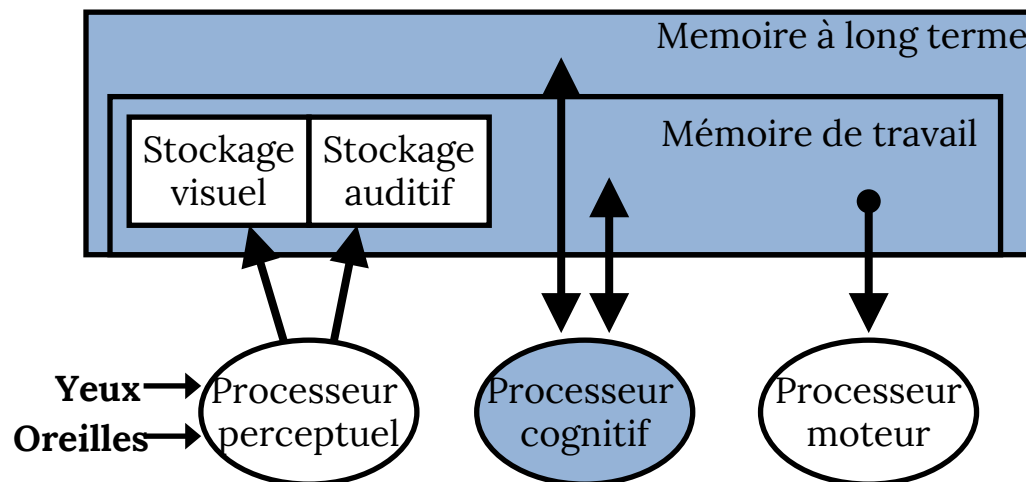 Memoire à long terme
Mémoire de travail
Stockage
visuel
Stockage
auditif
Yeux
Oreilles
Processeur
perceptuel
Processeur
cognitif
Processeur
moteur